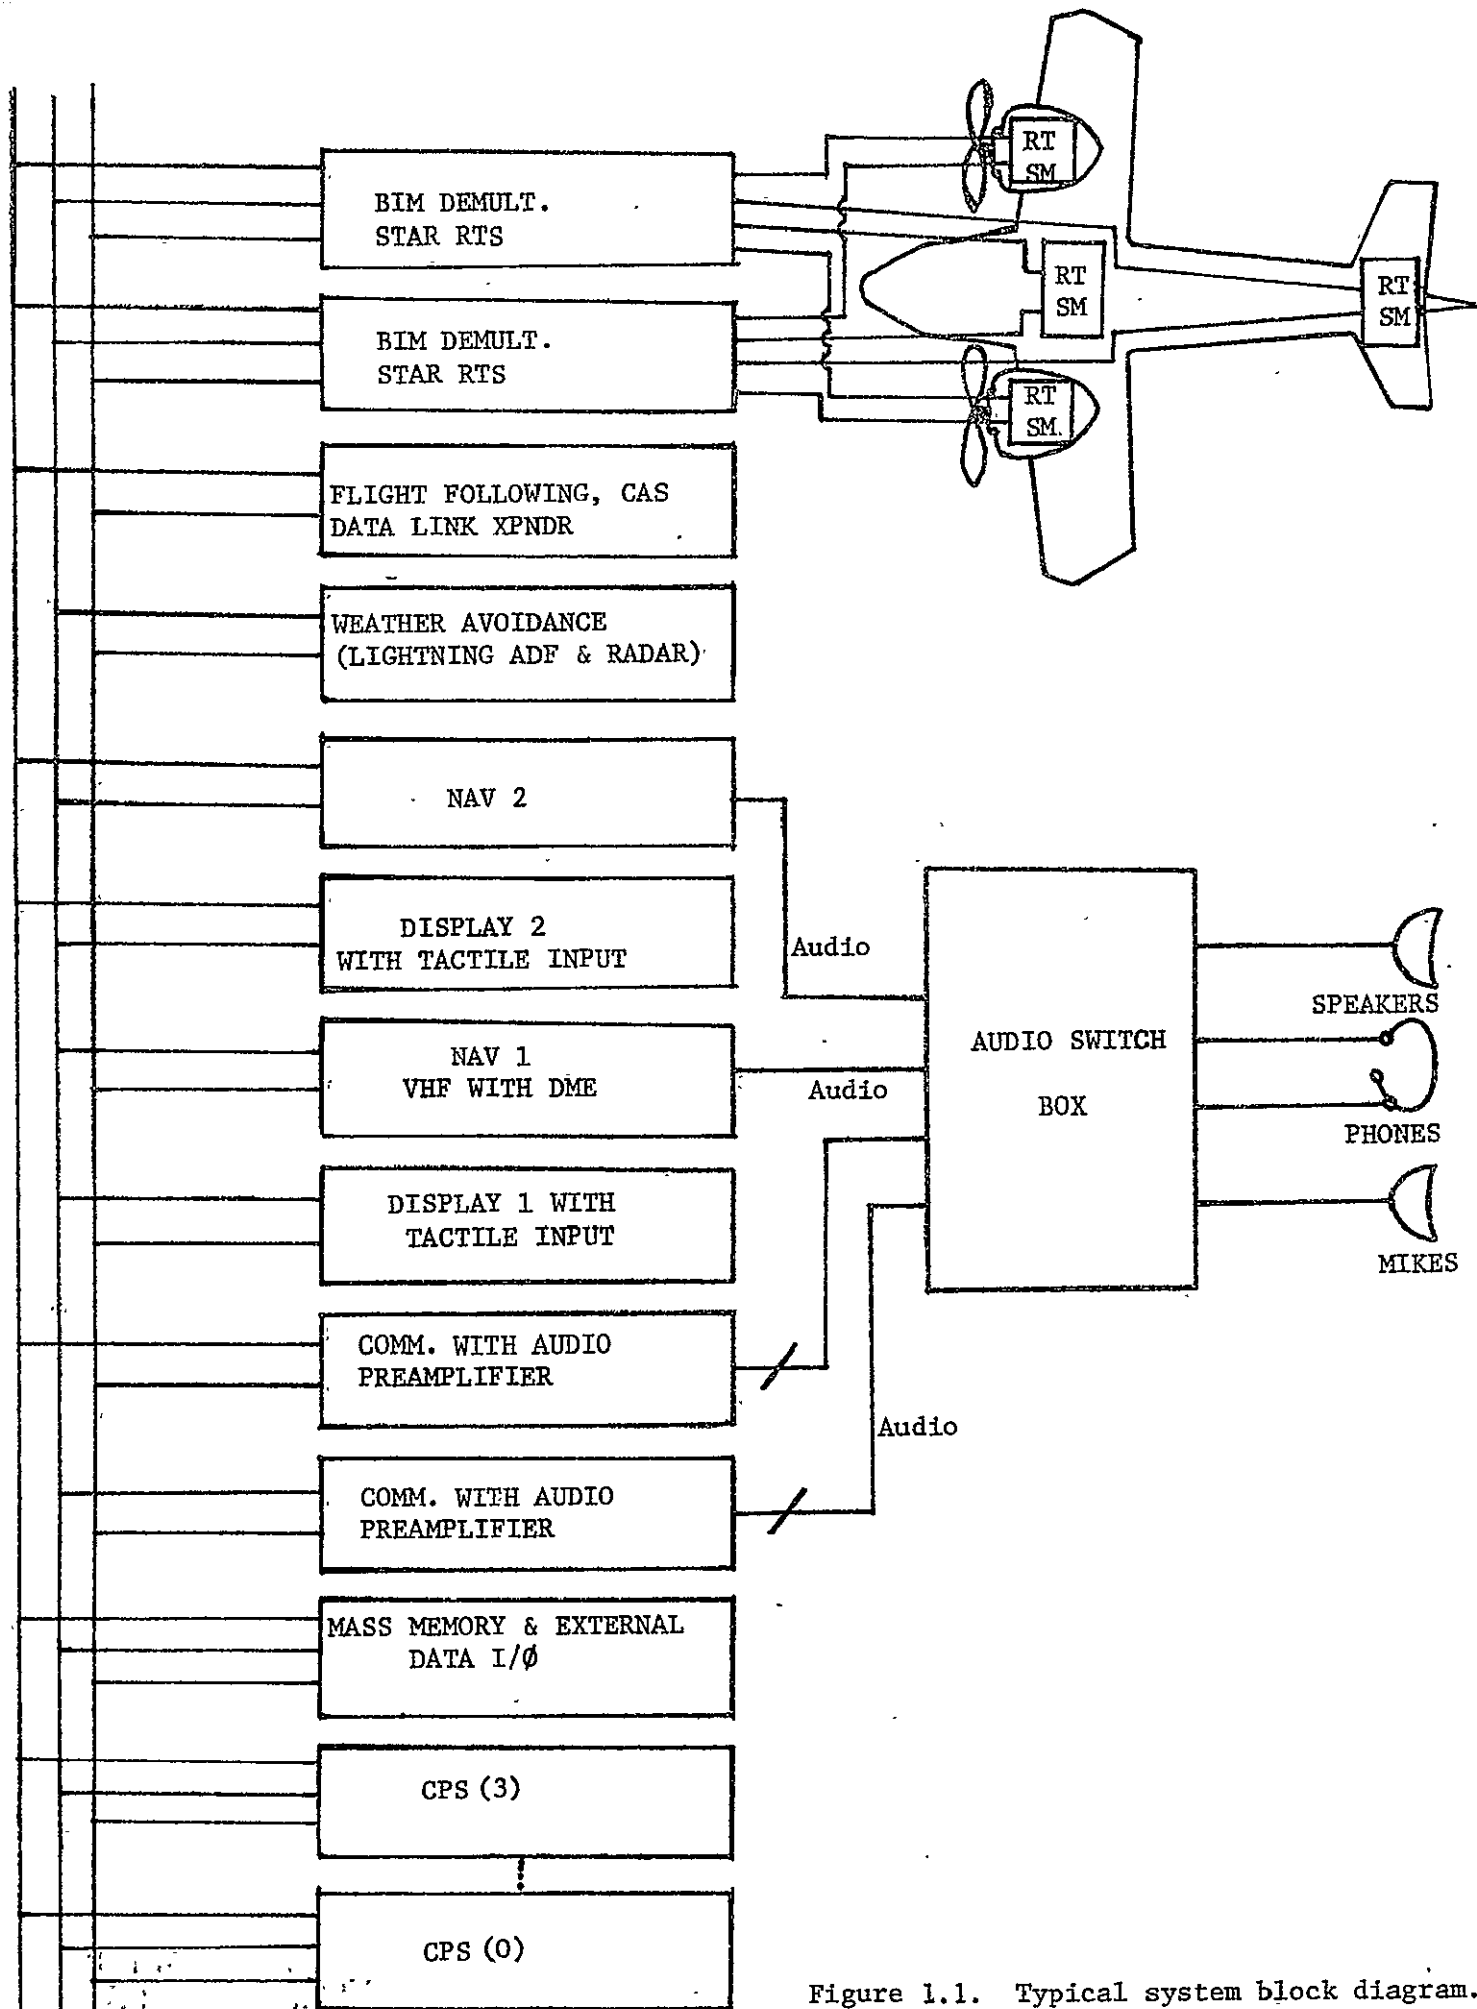 BIM DEMULT.
STAR RTS
BIM DEMULT.
STAR RTS
FLIGHT FOLLOWING, CAS
DATA LINK XPNDR
WEATHER AVOIDANCE
(LIGHTNING ADF & RADAR)
NAV 2
DISPLAY 2
WITH TACTILE INPUT
NAV 1
VHF WITH DME
DISPLAY 1 WITH
TACTILE INPUT
COMM. WITH AUDIO
PREAMPLIFIER
COMM. WITH AUDIO
PREAMPLIFIER
MASS MEMORY & EXTERNAL
DATA I/Ø
CPS (3)
CPS (0)
RT
SM
RT
SM
RT
SM
RT
SM.
Audio
Audio
Audio
AUDIO SWITCH
BOX
SPEAKERS
PHONES
MIKES
Figure 1.1. Typical system block diagram.